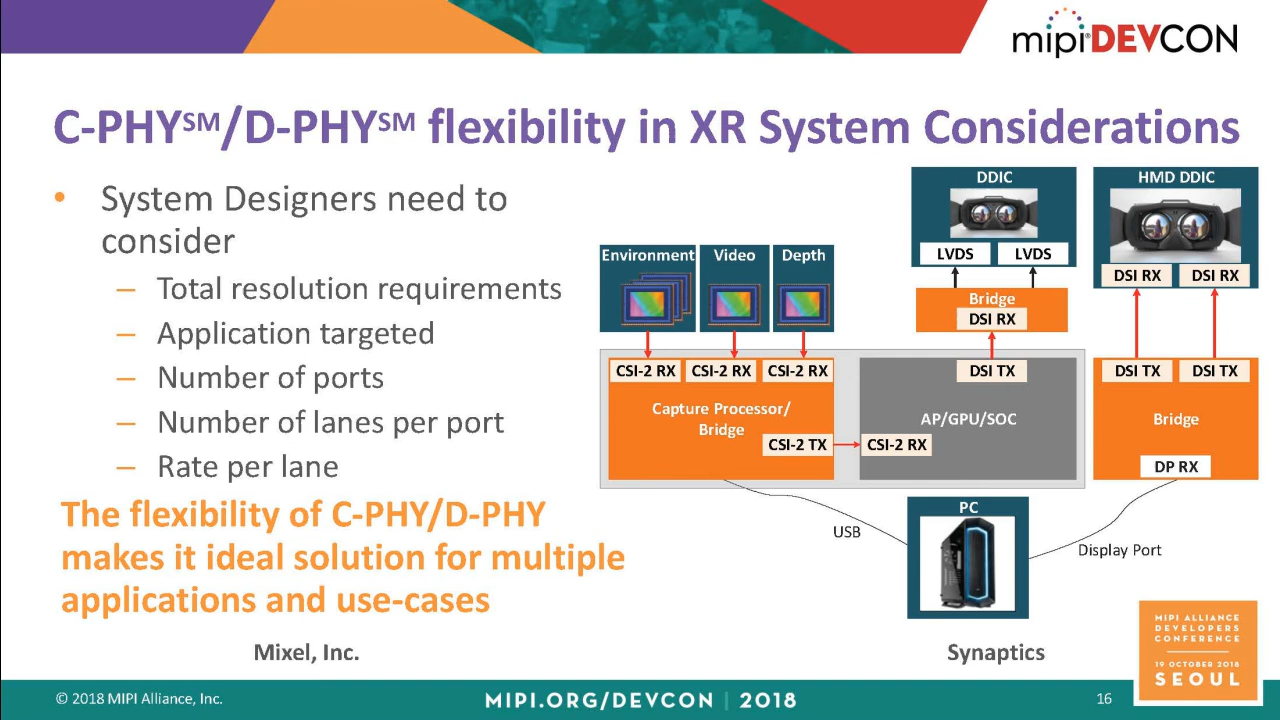 mipi DEVCON
C-PHYSM/D-PHYSM flexibility in XR System Considerations
• System Designers need to
consider
– Total resolution requirements
– Application targeted
– Number of ports
– Number of lanes per port
– Rate per lane
The flexibility of C-PHY/D-PHY
makes it ideal solution for multiple
applications and use-cases
Mixel, Inc.
DDIC
LVDS LVDS
Bridge
DSI RX
HMD DDIC
DSI RX DSI RX
Environment Video Depth
CSI-2 RX CSI-2 RX CSI-2 RX
Capture Processor/
Bridge
CSI-2 TX
DSI TX
AP/GPU/SOC
CSI-2 RX
DSI TX DSI TX
Bridge
DP RX
USB
PC
Display Port
Synaptics
MIPI ALLIANCE
DEVELOPERS
CONFERENCE
19 OCTOBER 2018
SEOUL
© 2018 MIPI Alliance, Inc.
MIPI.ORG/DEVCON | 2018
16